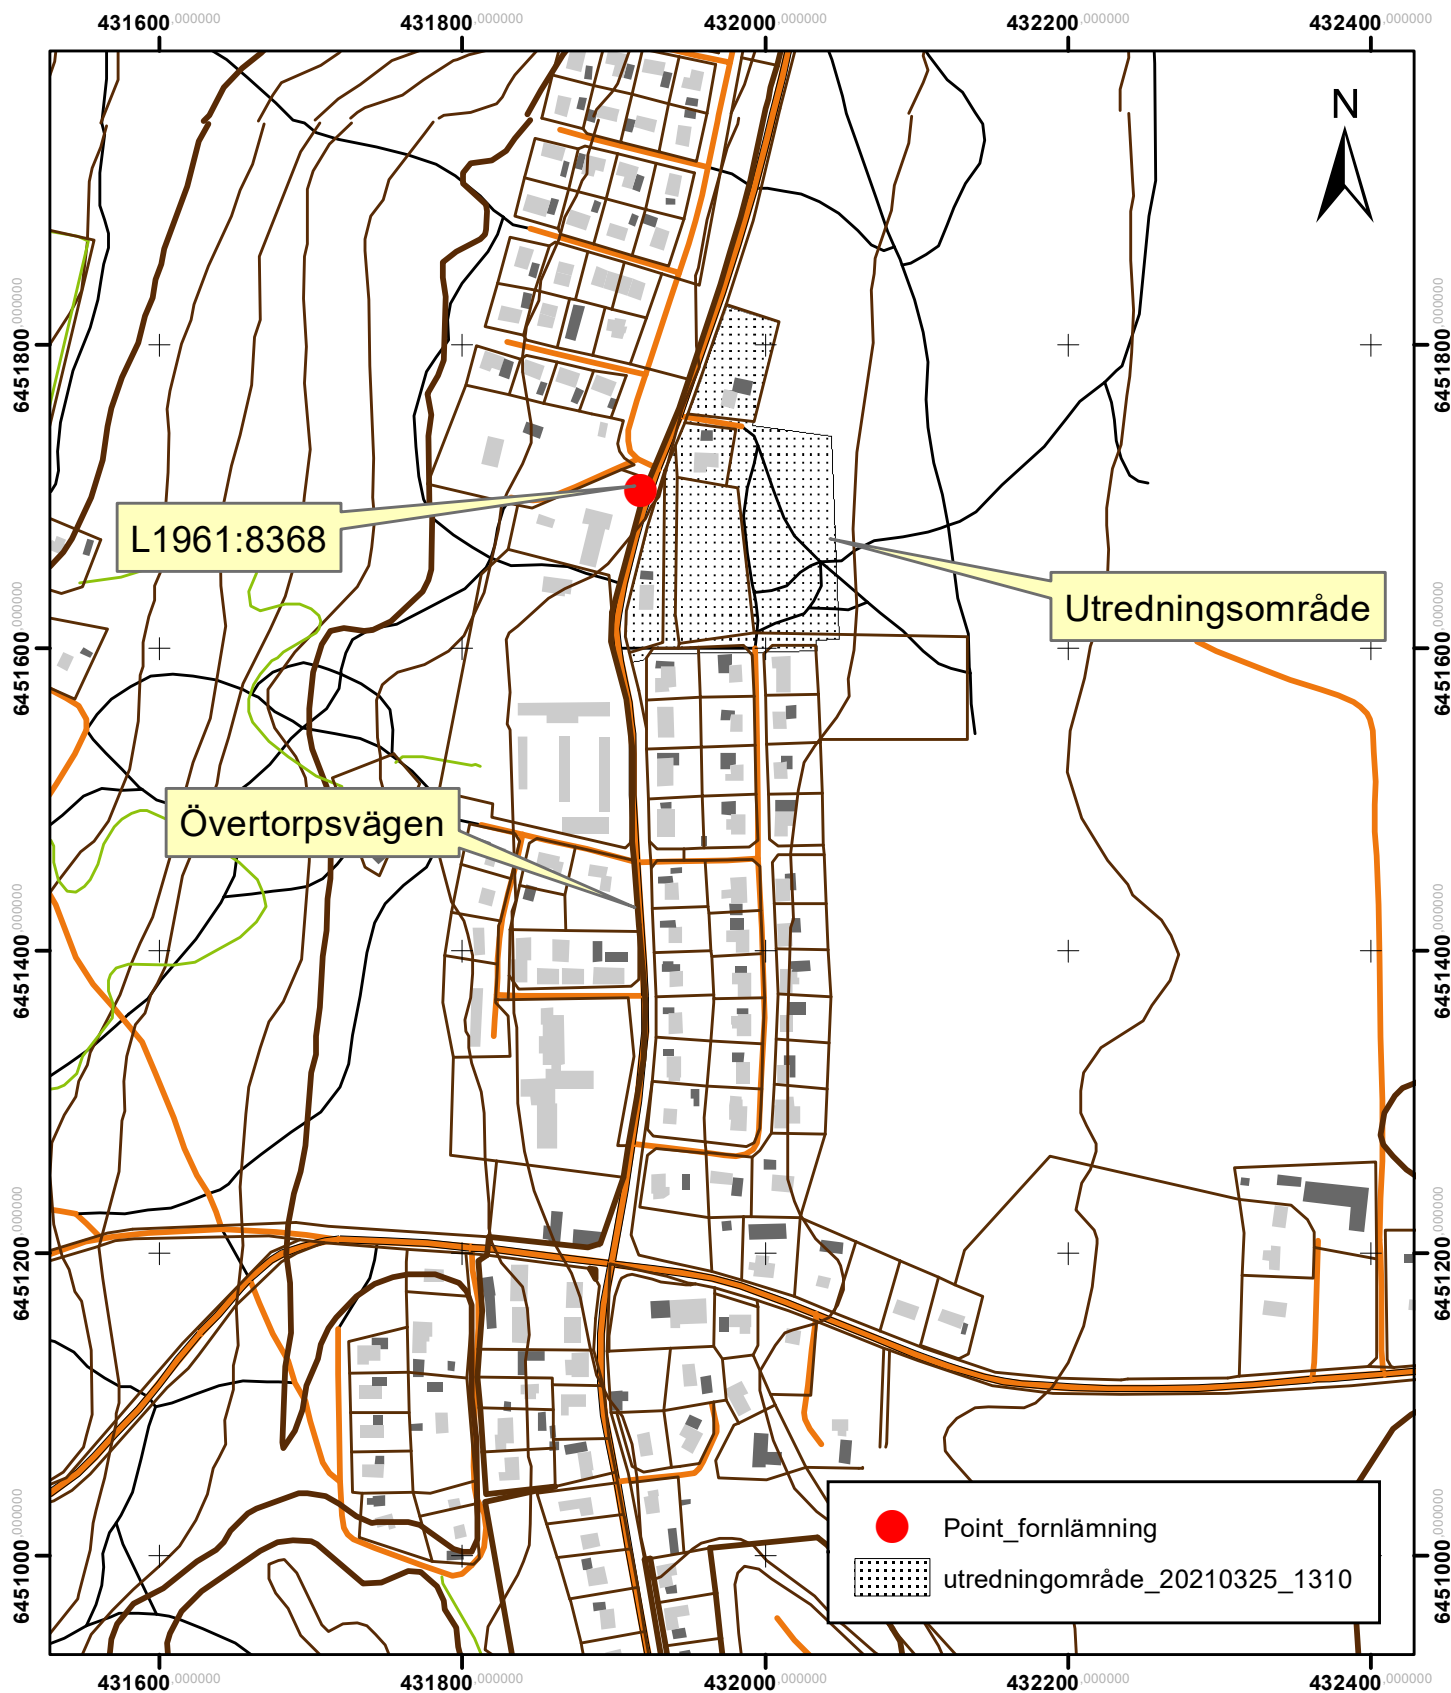 431600,000000 431800,000000 432000,000000 432200,000000 432400,000000
N
6451800,000000 6451800,000000
L1961:8368
Utredningsområde
6451600,000000 6451600,000000
Övertorpsvägen
6451400,000000 6451400,000000
6451200,000000 6451200,000000
6451000,000000 6451000,000000
Point_fornlämning
utredningområde_20210325_1310
431600,000000 431800,000000 432000,000000 432200,000000 432400,000000